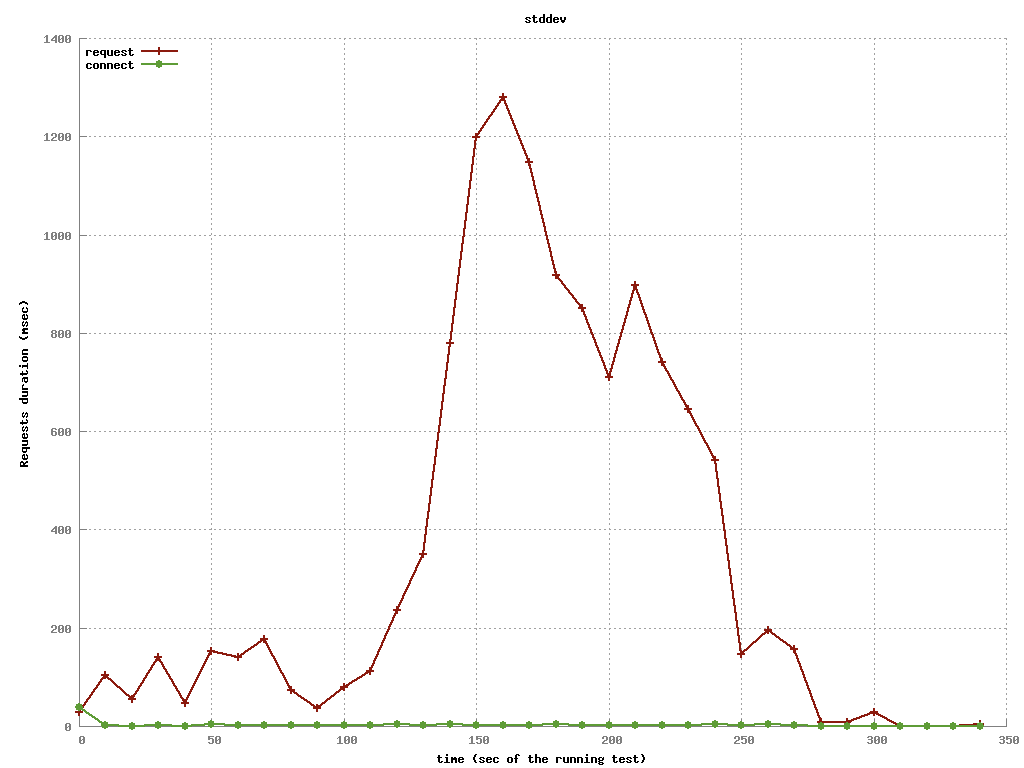 stddev
1400
1200
1000
800
600
400
200
0
request
connect
Requests duration (msec)
0 50 100 150 200 250 300 350
time (sec of the running test)